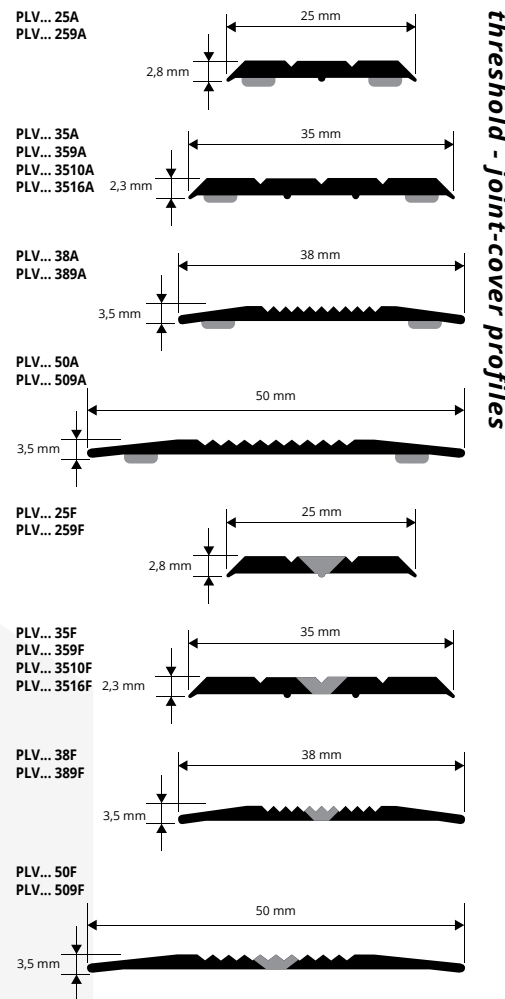 threshold - joint-cover profiles
PLV... 25A
PLV... 259A
25 mm
2,8 mm
PLV... 35A
PLV... 359A
PLV... 3510A
PLV... 3516A
35 mm
2,3 mm
PLV... 38A
PLV... 389A
38 mm
3,5 mm
PLV... 50A
PLV... 509A
50 mm
3,5 mm
PLV... 25F
PLV... 259F
25 mm
2,8 mm
PLV... 35F
PLV... 359F
PLV... 3510F
PLV... 3516F
35 mm
2,3 mm
PLV... 38F
PLV... 389F
38 mm
3,5 mm
PLV... 50F
PLV... 509F
50 mm
3,5 mm